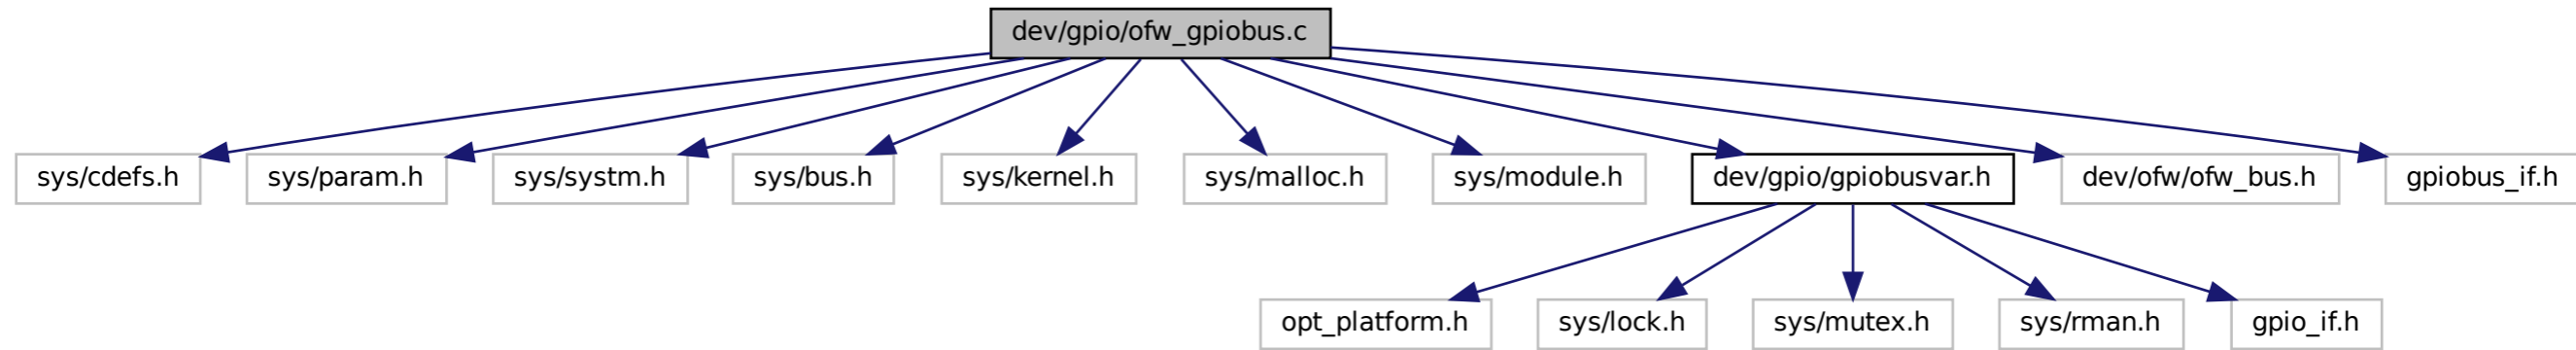 dev/gpio/ofw_gpiobus.c
sys/cdefs.h
sys/param.h
sys/systm.h
sys/bus.h
sys/kernel.h
sys/malloc.h
sys/module.h
dev/gpio/gpiobusvar.h
dev/ofw/ofw_bus.h
gpiobus_if.h
opt_platform.h
sys/lock.h
sys/mutex.h
sys/rman.h
gpio_if.h